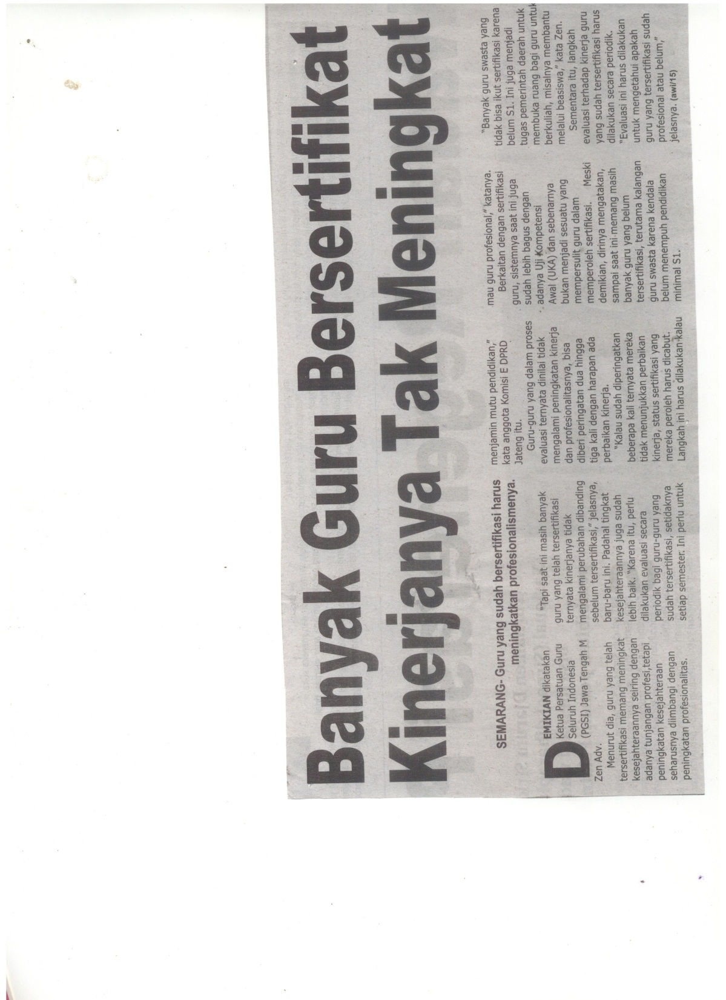 Banyak Guru Bersertifikat
Kinerjanya Tak Meningkat
SEMARANG- Guru yang sudah bersertifikasi harus
meningkatkan profesionalismenya.
DEMIKIAN dikatakan
Ketua Persatuan Guru
Seluruh Indonesia
(PGSI) Jawa Tengah M
Zen Adv.
Menurut dia, guru yang telah
tersertifikasi memang meningkat
kesejahteraannya seiring dengan
adanya tunjangan profesi,tetapi
peningkatan kesejahteraan
seharusnya diimbangi dengan
peningkatan profesionalitas.
"Tapi saat ini masih banyak
guru yang telah tersertifikasi
ternyata kinerjanya tidak
mengalami perubahan dibanding
sebelum tersertifikasi," jelasnya,
baru-baru ini. Padahal tingkat
kesejahteraannya juga sudah
lebih baik. "Karena itu, perlu
dilakukan evaluasi secara
periodik bagi guru-guru yang
sudah tersertifikasi, setidaknya
setiap semester. Ini perlu untuk
menjamin mutu pendidikan,"
kata anggota Komisi E DPRD
Jateng itu.
Guru-guru yang dalam proses
evaluasi ternyata dinilai tidak
mengalami peningkatan kinerja
dan profesionalitasnya, bisa
diberi peringatan dua hingga
tiga kali dengan harapan ada
perbaikan kinerja.
"Kalau sudah diperingatkan
beberapa kali ternyata mereka
tidak menunjukkan perbaikan
kinerja, status sertifikasi yang
mereka peroleh harus dicabut.
Langkah ini harus dilakukan kalau
mau guru profesional," katanya.
Berkaitan dengan sertifikasi
guru, sistemnya saat ini juga
sudah lebih bagus dengan
adanya Uji Kompetensi
Awal (UKA) dan sebenarnya
bukan menjadi sesuatu yang
mempersulit guru dalam
memperoleh sertifikasi. Meski
demikian, dirinya mengatakan,
sampai saat ini memang masih
banyak guru yang belum
tersertifikasi, terutama kalangan
guru swasta karena kendala
belum menempuh pendidikan
minimal S1.
"Banyak guru swasta yang
tidak bisa ikut sertifikasi karena
belum S1. Ini juga menjadi
tugas pemerintah daerah untuk
membuka ruang bagi guru untuk
berkuliah, misalnya membantu
melalui beasiswa," kata Zen.
Sementara itu, langkah
evaluasi terhadap kinerja guru
yang sudah tersertifikasi harus
dilakukan secara periodik.
"Evaluasi ini harus dilakukan
untuk mengetahui apakah
guru yang tersertifikasi sudah
profesional atau belum,"
jelasnya. (awi/15)